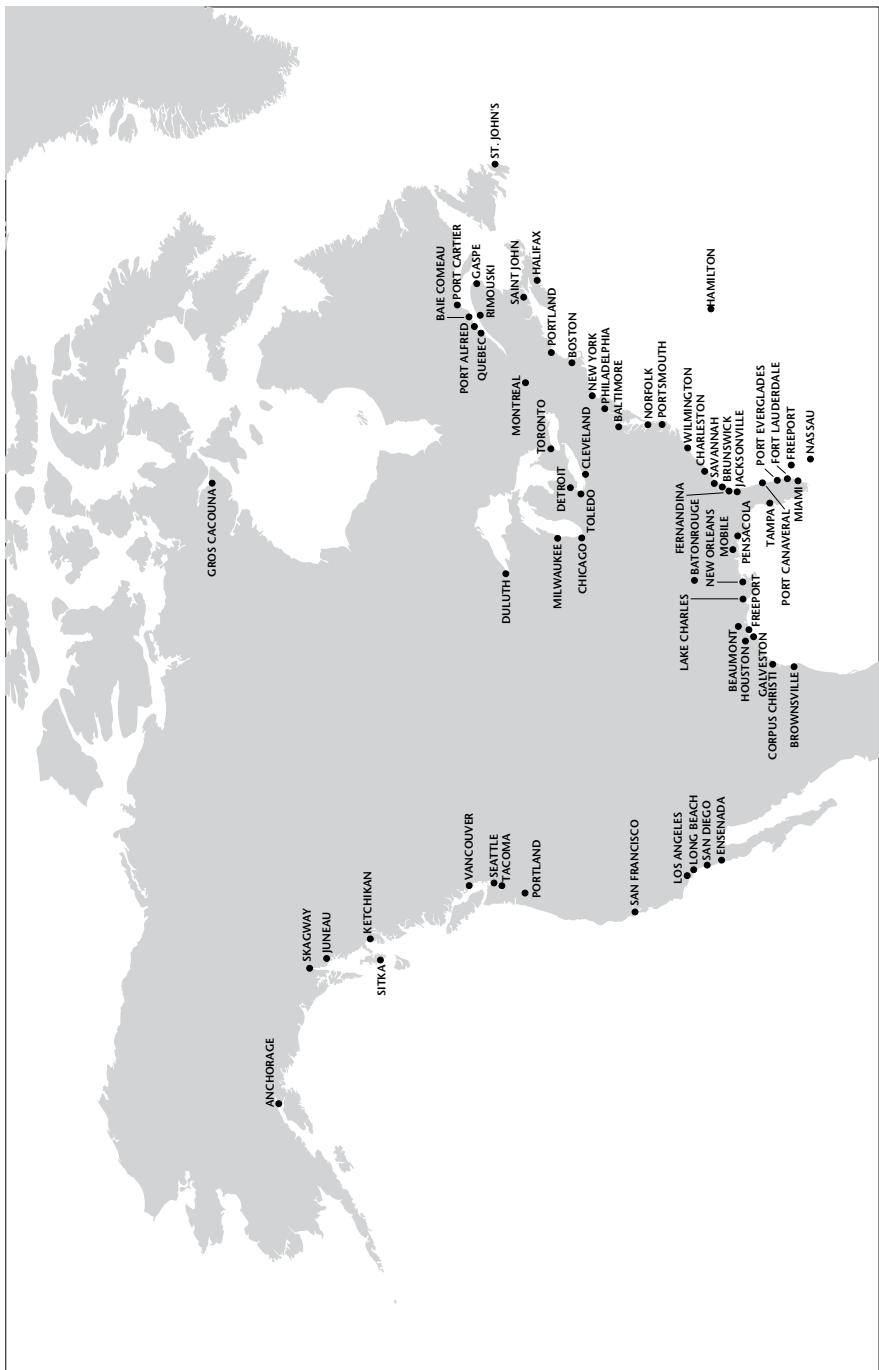 ANCHORAGE
SKAGWAY
JUNEAU
SITKA
KETCHIKAN
VANCOUVER
SEATTLE
TACOMA
PORTLAND
SAN FRANCISCO
LOS ANGELES
LONG BEACH
SAN DIEGO
ENSENADA
GROS CACOUNA
DULUTH
MILWAUKEE
CHICAGO
DETROIT
TOLEDO
CLEVELAND
TORONTO
MONTREAL
QUEBEC
PORT ALFRED
BAIE COMEAU
PORT CARTIER
GASPE
RIMOUSKI
ST. JOHN'S
SAINT JOHN
HALIFAX
PORTLAND
BOSTON
NEW YORK
PHILADELPHIA
BALTIMORE
NORFOLK
PORTSMOUTH
HAMILTON
WILMINGTON
CHARLESTON
SAVANNAH
BRUNSWICK
JACKSONVILLE
FERNANDINA
BATONROUGE
NEW ORLEANS
MOBILE
PENSACOLA
TAMPA
PORT CANAVERAL
PORT EVERGLADES
FORT LAUDERDALE
FREEPORT
MIAMI
NASSAU
LAKE CHARLES
BEAUMONT
HOUSTON
FREEPORT
GALVESTON
CORPUS CHRISTI
BROWNSVILLE